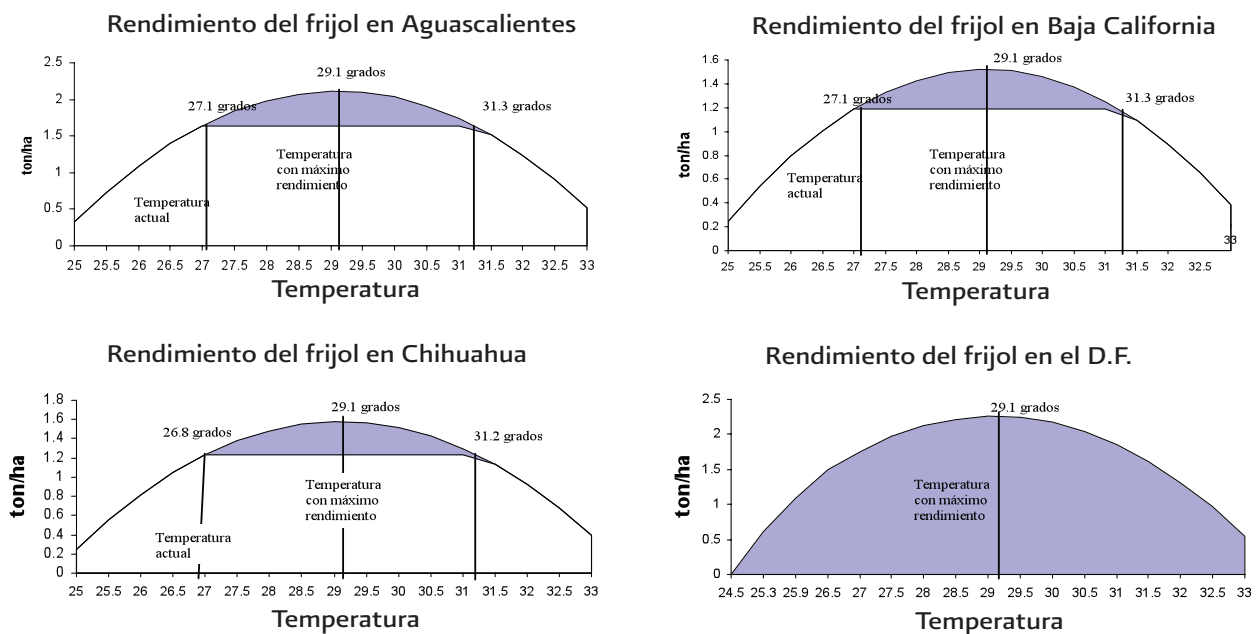 Rendimiento del frijol en Aguascalientes
ton/ha
2.5
2
1.5
1
0.5
0
27.1 grados
29.1 grados
31.3 grados
Temperatura
actual
Temperatura
con máximo
rendimiento
25 25.5 26 26.5 27 27.5 28 28.5 29 29.5 30 30.5 31 31.5 32 32.5 33
Temperatura
Rendimiento del frijol en Baja California
ton/ha
1.6
1.4
1.2
1
0.8
0.6
0.4
0.2
0
27.1 grados
29.1 grados
31.3 grados
Temperatura
actual
Temperatura
con máximo
rendimiento
25 25.5 26 26.5 27 27.5 28 28.5 29 29.5 30 30.5 31 31.5 32 32.5 33
Temperatura
Rendimiento del frijol en Chihuahua
ton/ha
1.8
1.6
1.4
1.2
1
0.8
0.6
0.4
0.2
0
26.8 grados
29.1 grados
31.2 grados
Temperatura
actual
Temperatura
con máximo
rendimiento
25 25.5 26 26.5 27 27.5 28 28.5 29 29.5 30 30.5 31 31.5 32 32.5 33
Temperatura
Rendimiento del frijol en el D.F.
ton/ha
2.5
2
1.5
1
0.5
0
29.1 grados
Temperatura
con máximo
rendimiento
24.5 25.3 25.9 26.5 27 27.5 28 28.5 29 29.5 30 30.5 31 31.5 32 32.5 33
Temperatura